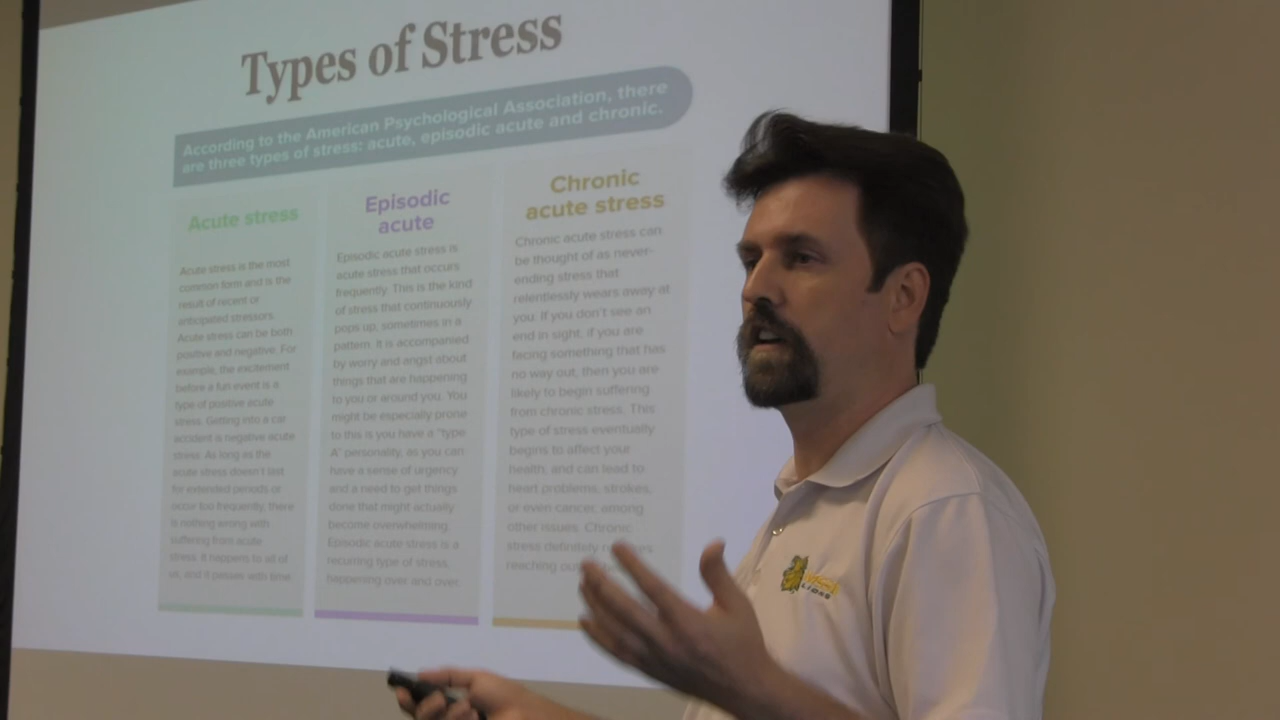 Types of Stress
According to the American Psychological Association, there
are three types of stress: acute, episodic acute and chronic.
Acute stress
Acute stress is the most
common form and is the
result of recent or
anticipated stressors.
Acute stress can be both
positive and negative. For
example, the excitement
before a fun event is a
type of positive acute
stress. Getting into a car
accident is negative acute
stress. As long as the
acute stress doesn't last
for extended periods or
occur too frequently, there
is nothing wrong with
suffering from acute
stress. It happens to all of
us, and it passes with time.
Episodic
acute
Episodic acute stress is
acute stress that occurs
frequently. This is the kind
of stress that continuously
pops up, sometimes in a
pattern. It is accompanied
by worry and angst about
things that are happening
to you or around you. You
might be especially prone
to this is you have a "type
A" personality, as you can
have a sense of urgency
and a need to get things
done that might actually
become overwhelming.
Episodic acute stress is a
recurring type of stress,
happening over and over.
Chronic
acute stress
Chronic acute stress can
be thought of as never-
ending stress that
relentlessly wears away at
you. If you don't see an
end in sight, if you are
facing something that has
no way out, then you are
likely to begin suffering
from chronic stress. This
type of stress eventually
begins to affect your
health, and can lead to
heart problems, strokes,
or even cancer, among
other issues. Chronic
stress definitely
reaching
LIONS